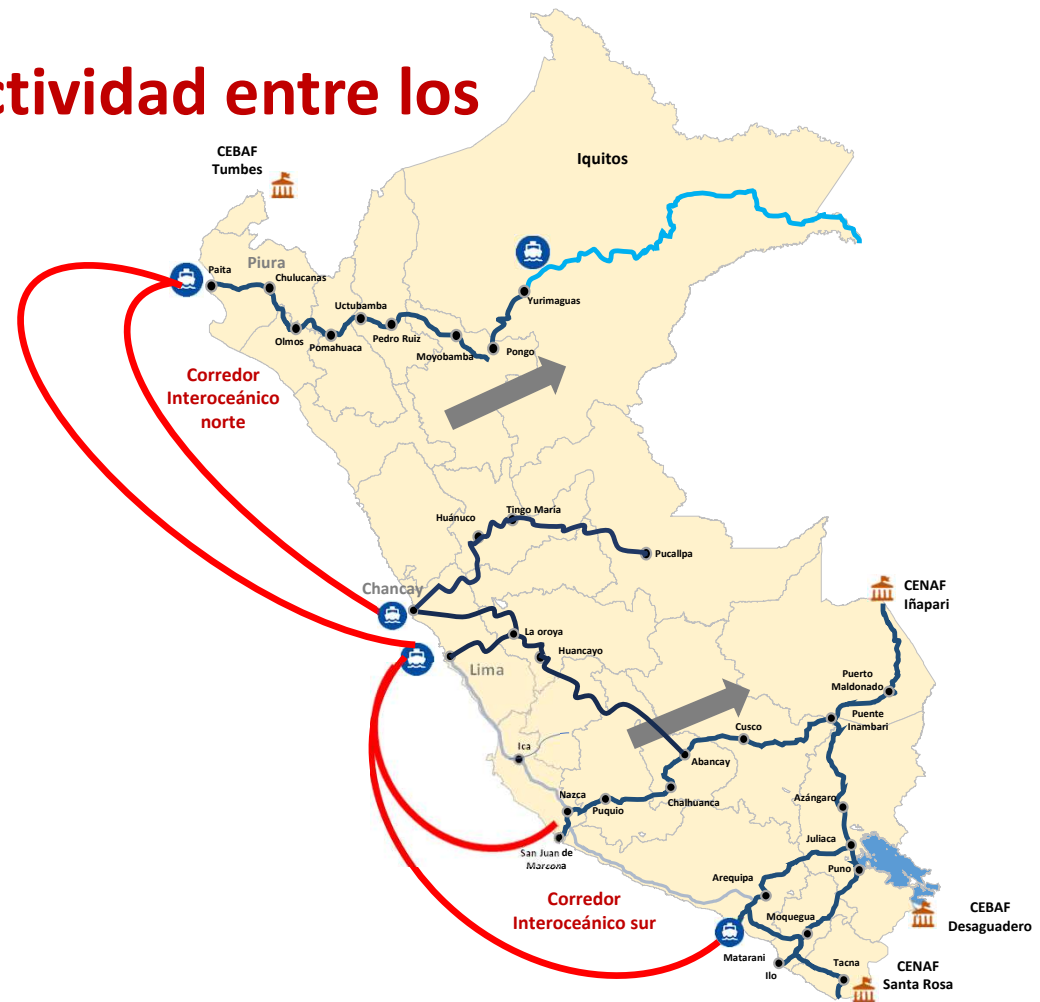 ctividad entre los
CEBAF
Tumbes
Iquitos
Piura
Paita
Chulucanas
Uctubamba
Yurimaguas
Olmos
Pomahuaca
Pedro Ruiz
Moyobamba
Pongo
Corredor
Interoceánico
norte
Huánuco
Tingo María
Pucallpa
Chancay
CENAF
Iñapari
La oroya
Huancayo
Lima
Puerto
Maldonado
Puente
Inambari
Cusco
Ica
Abancay
Nazca
Puquio
Chalhuanca
Azángaro
San Juan de
Marzona
Juliaca
Puno
Arequipa
Corredor
Interoceánico sur
Moquegua
CEBAF
Desaguadero
Matarani
Ilo
Tacna
CENAF
Santa Rosa